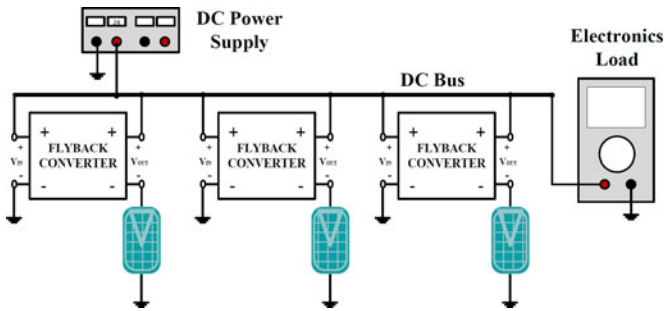 DC Power
Supply
Electronics
Load
DC Bus
+ + +
FLYBACK
CONVERTER
+
VIN
-
+
VOUT
-
- -
+ +
FLYBACK
CONVERTER
+
VIN
-
+
VOUT
-
- -
+ +
FLYBACK
CONVERTER
+
VIN
-
+
VOUT
-
- -